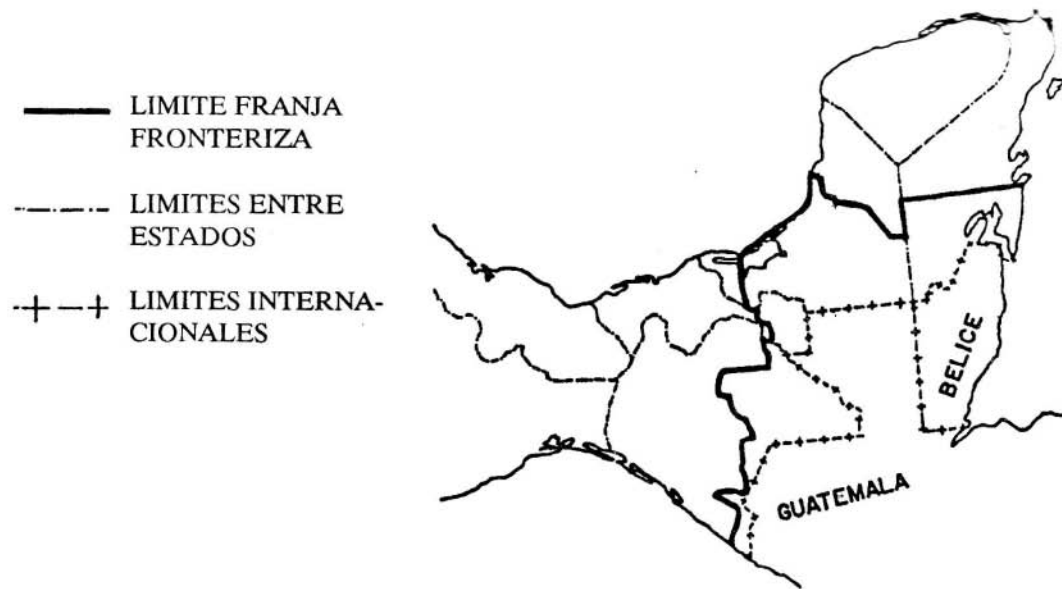 LIMITE FRANJA
FRONTERIZA
LIMITES ENTRE
ESTADOS
LIMITES INTERNA-
CIONALES
BELICE
GUATEMALA